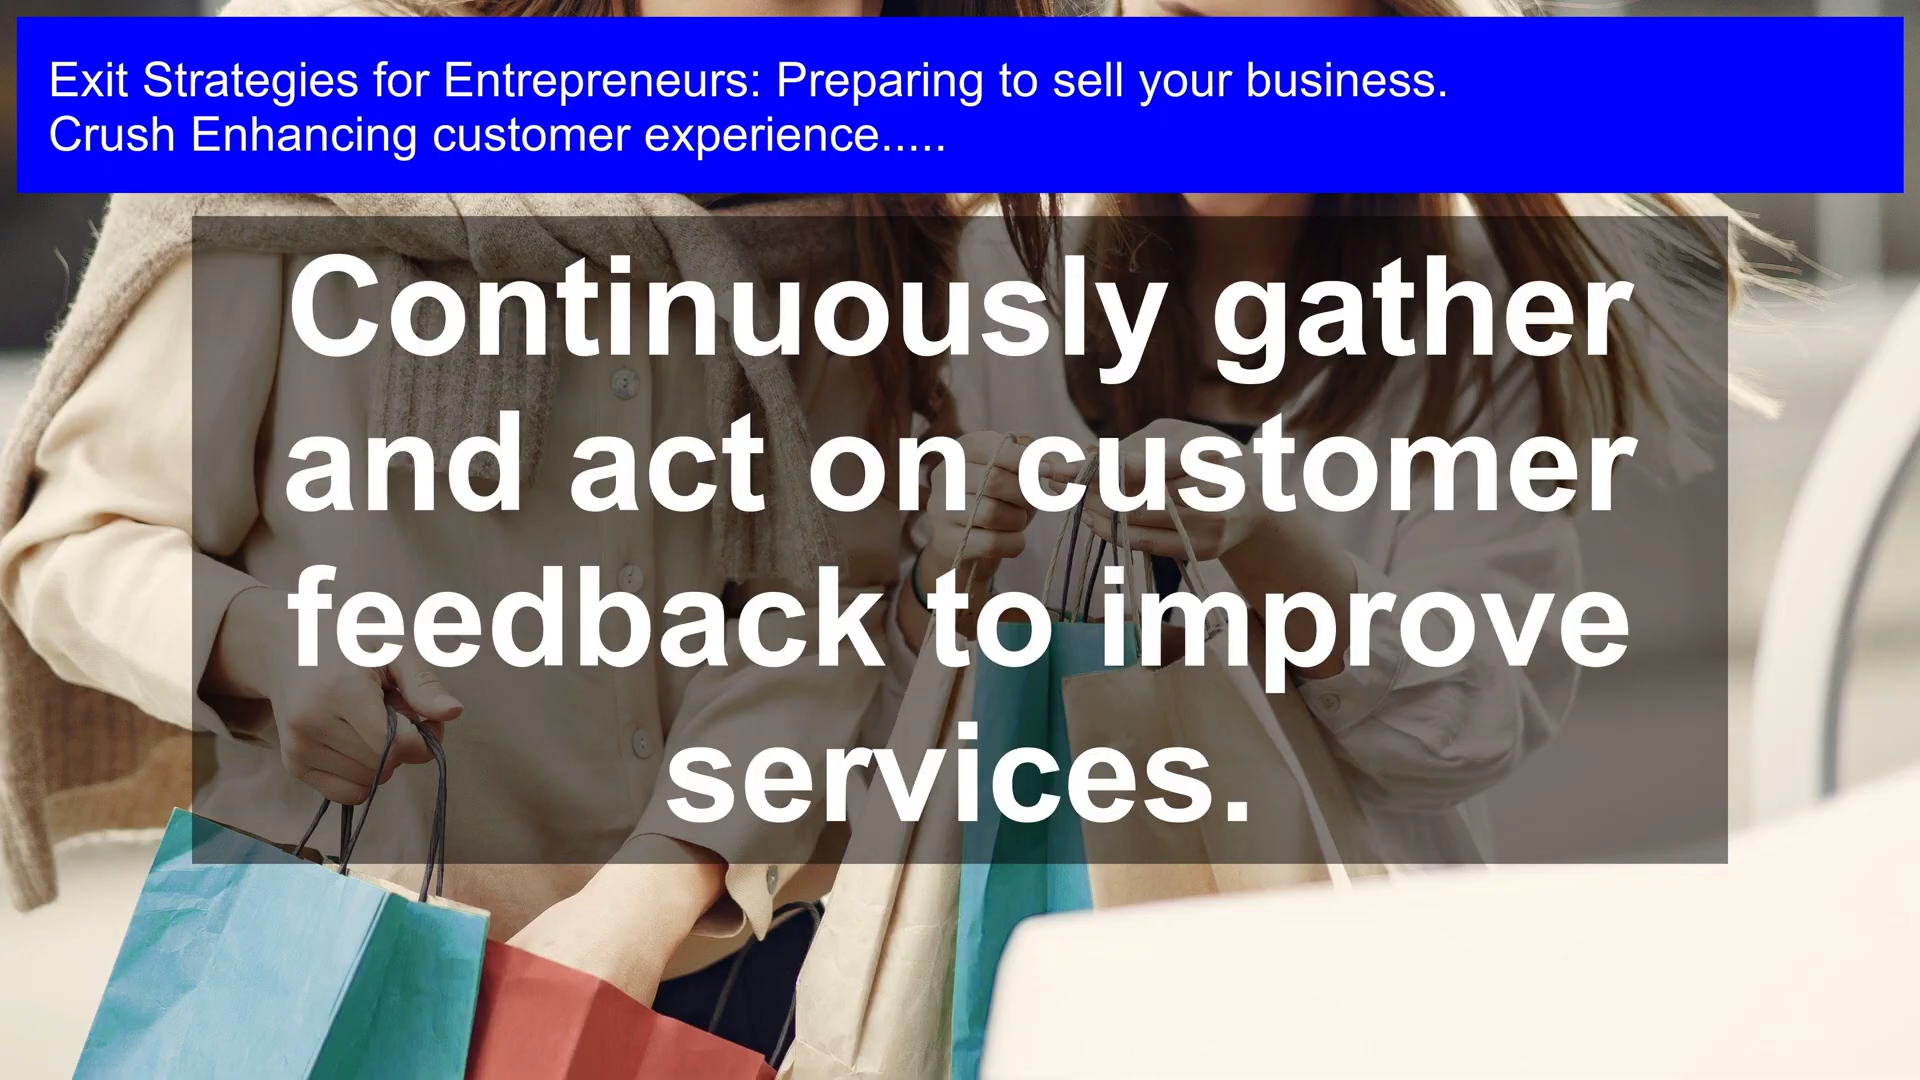 Exit Strategies for Entrepreneurs: Preparing to sell your business.
Crush Enhancing customer experience.....
Continuously gather
and act on customer
feedback to improve
services.